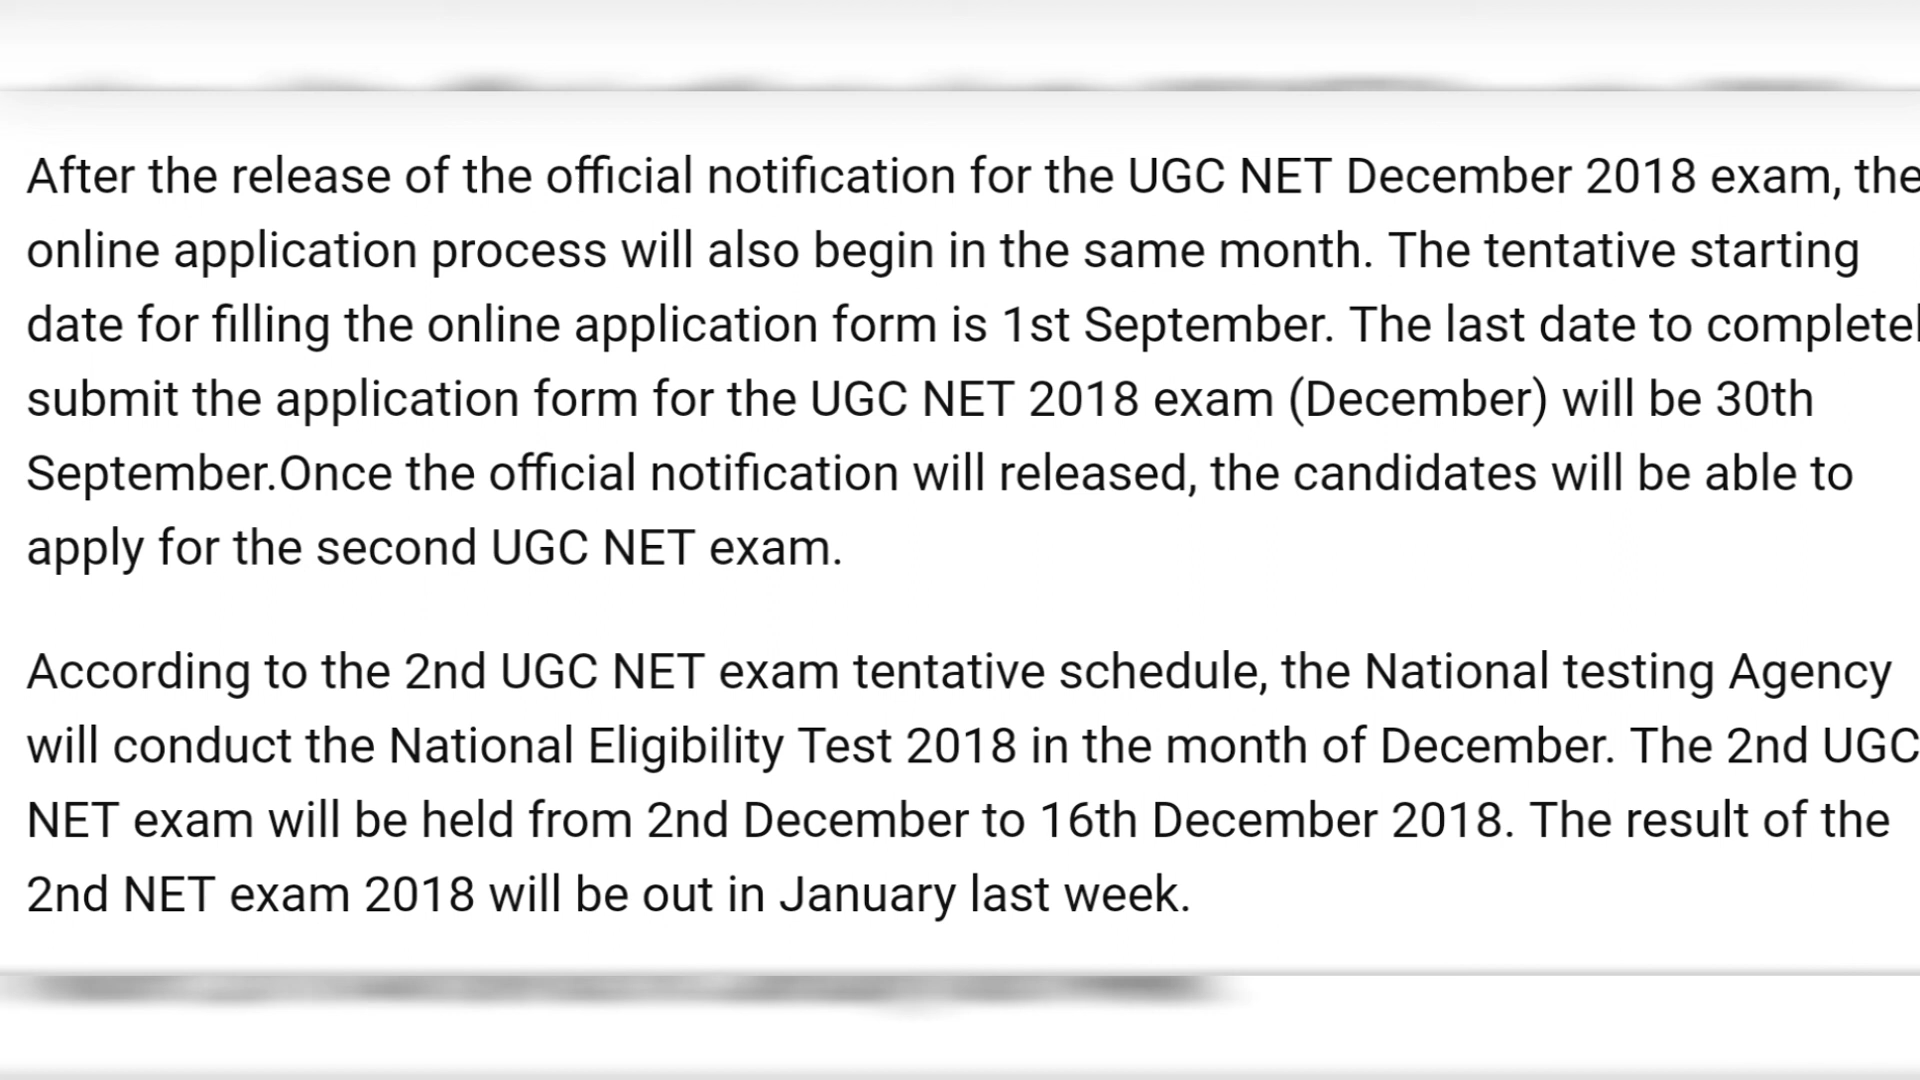 After the release of the official notification for the UGC NET December 2018 exam, the
online application process will also begin in the same month. The tentative starting
date for filling the online application form is 1st September. The last date to completel
submit the application form for the UGC NET 2018 exam (December) will be 30th
September.Once the official notification will released, the candidates will be able to
apply for the second UGC NET exam.
According to the 2nd UGC NET exam tentative schedule, the National testing Agency
will conduct the National Eligibility Test 2018 in the month of December. The 2nd UGC
NET exam will be held from 2nd December to 16th December 2018. The result of the
2nd NET exam 2018 will be out in January last week.